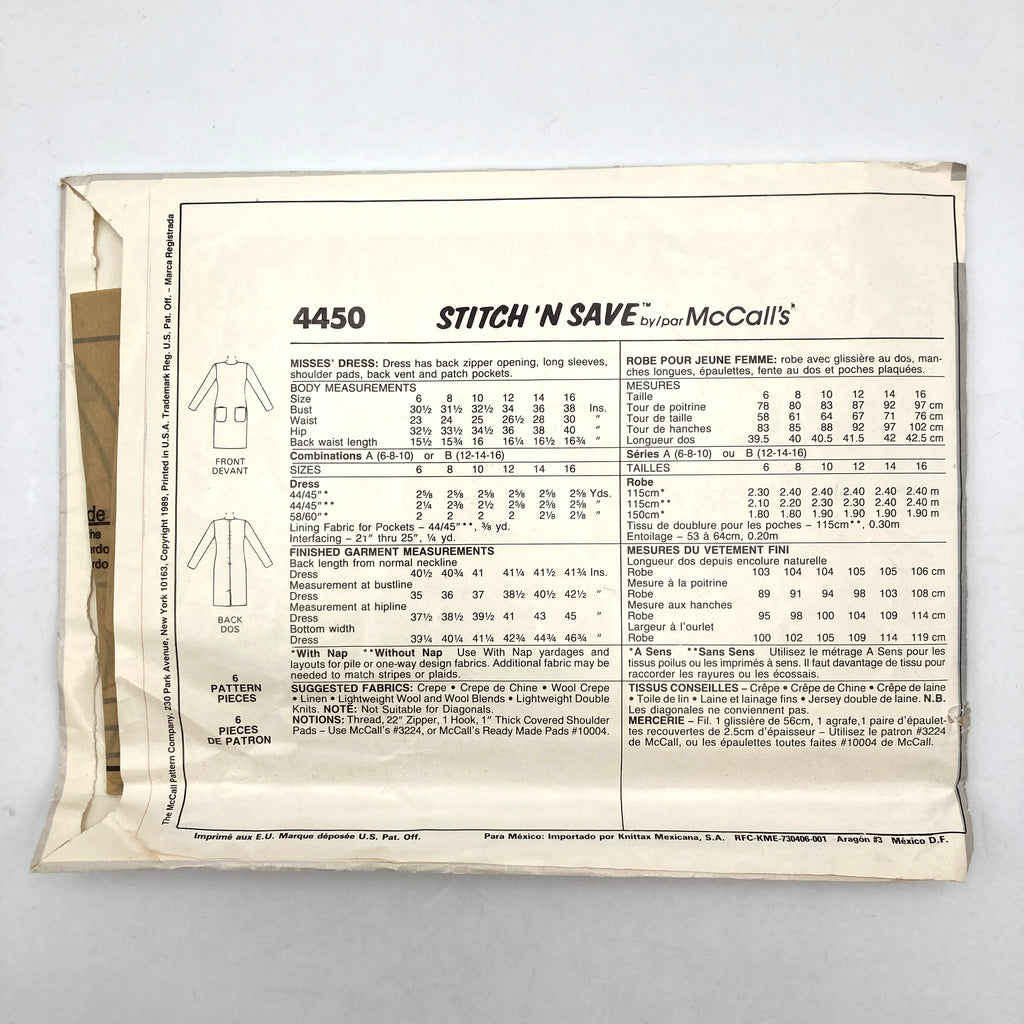 4450 STITCH 'N SAVE™ by/par McCall's*
MISSES' DRESS: Dress has back zipper opening, long sleeves,
shoulder pads, back vent and patch pockets.
BODY MEASUREMENTS
Size 6 8 10 12 14 16
Bust 30½ 31½ 32½ 34 36 38 Ins.
Waist 23 24 25 26½ 28 30 "
Hip 32½ 33½ 34½ 36 38 40 "
Back waist length 15½ 15¾ 16 16¼ 16½ 16¾ "
Combinations A (6-8-10) or B (12-14-16)
SIZES 6 8 10 12 14 16
Dress
44/45"* 2⅝ 2⅝ 2⅝ 2⅝ 2⅝ 2⅝ Yds.
44/45"** 2¼ 2⅜ 2½ 2⅝ 2⅝ 2⅝ "
58/60"* 2 2 2 2 2⅛ 2⅛ "
Lining Fabric for Pockets – 44/45"**, ⅜ yd.
Interfacing – 21" thru 25", ¼ yd.
FINISHED GARMENT MEASUREMENTS
Back length from normal neckline
Dress 40½ 40¾ 41 41¼ 41½ 41¾ Ins.
Measurement at bustline
Dress 35 36 37 38½ 40½ 42½ "
Measurement at hipline
Dress 37½ 38½ 39½ 41 43 45 "
Bottom width
Dress 39¼ 40¼ 41¼ 42¾ 44¾ 46¾ "
*With Nap **Without Nap Use With Nap yardages and
layouts for pile or one-way design fabrics. Additional fabric may be
needed to match stripes or plaids.
SUGGESTED FABRICS: Crepe • Crepe de Chine • Wool Crepe
• Linen • Lightweight Wool and Wool Blends • Lightweight Double
Knits. NOTE: Not Suitable for Diagonals.
NOTIONS: Thread, 22" Zipper, 1 Hook, 1" Thick Covered Shoulder
Pads – Use McCall's #3224, or McCall's Ready Made Pads #10004.
ROBE POUR JEUNE FEMME: robe avec glissière au dos, man-
ches longues, épaulettes, fente au dos et poches plaquées.
MESURES
Taille 6 8 10 12 14 16
Tour de poitrine 78 80 83 87 92 97 cm
Tour de taille 58 61 64 67 71 76 cm
Tour de hanches 83 85 88 92 97 102 cm
Longueur dos 39.5 40 40.5 41.5 42 42.5 cm
Séries A (6-8-10) ou B (12-14-16)
TAILLES 6 8 10 12 14 16
Robe
115cm* 2.30 2.40 2.40 2.40 2.40 2.40 m
115cm** 2.10 2.20 2.30 2.30 2.40 2.40 m
150cm* 1.80 1.80 1.90 1.90 1.90 1.90 m
Tissu de doublure pour les poches – 115cm**, 0.30m
Entoilage – 53 à 64cm, 0.20m
MESURES DU VETEMENT FINI
Longueur dos depuis encolure naturelle
Robe 103 104 104 105 105 106 cm
Mesure à la poitrine
Robe 89 91 94 98 103 108 cm
Mesure aux hanches
Robe 95 98 100 104 109 114 cm
Largeur à l'ourlet
Robe 100 102 105 109 114 119 cm
*A Sens **Sans Sens Utilisez le métrage A Sens pour les
tissus poilus ou les imprimés à sens. Il faut davantage de tissu pour
raccorder les rayures ou les écossais.
TISSUS CONSEILLES – Crêpe • Crêpe de Chine • Crêpe de laine
• Toile de lin • Laine et lainage fins • Jersey double de laine. N.B.
Les diagonales ne conviennent pas.
MERCERIE – Fil. 1 glissière de 56cm, 1 agrafe, 1 paire d'épaulet-
tes recouvertes de 2.5cm d'épaisseur – Utilisez le patron #3224
de McCall, ou les épaulettes toutes faites #10004 de McCall.
FRONT
DEVANT
BACK
DOS
6
PATTERN
PIECES
6
PIECES
DE PATRON
The McCall Pattern Company, 230 Park Avenue, New York 10163, Copyright 1989, Printed in U.S.A. Trademark Reg. U.S. Pat. Off. – Marca Registrada
Imprimé aux E.U. Marque déposée U.S. Pat. Off. Para México: Importado por Knittax Mexicana, S.A. RFC-KME-730406-001 Aragón #3 México D.F.
de
he
erdo
rdo